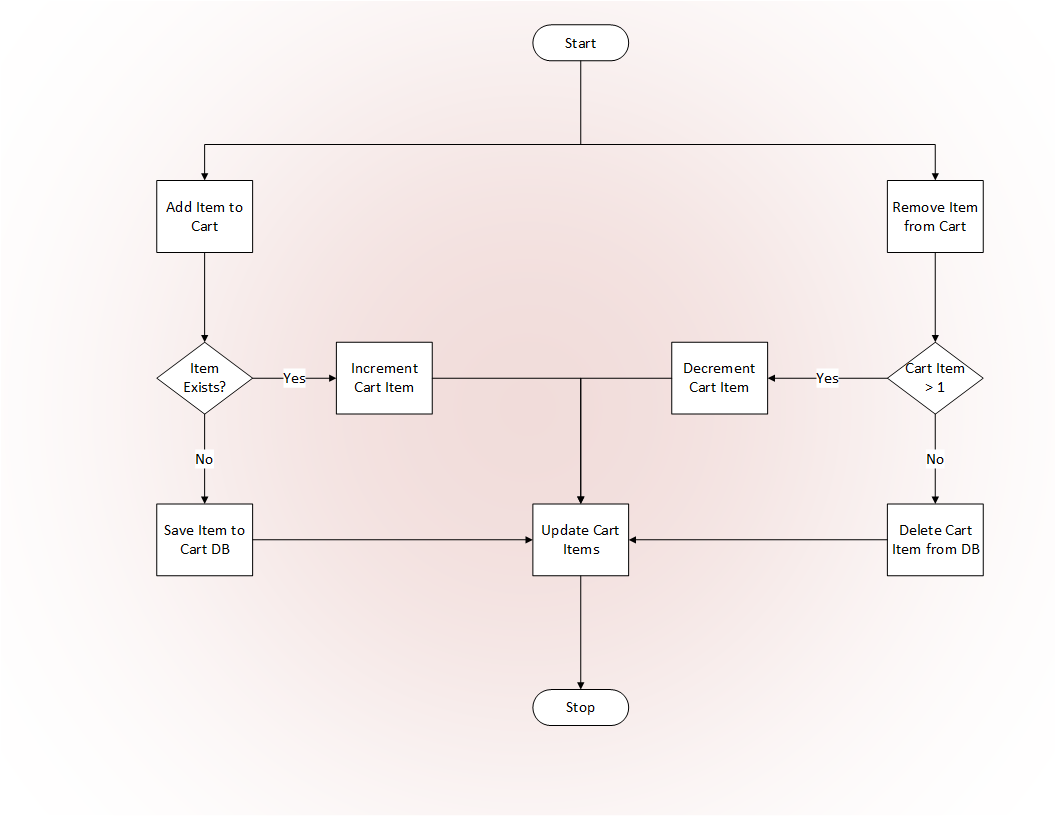 Start
Add Item to
Cart
Remove Item
from Cart
Item
Exists?
Yes
Increment
Cart Item
Decrement
Cart Item
Yes
Cart Item
> 1
No
No
Save Item to
Cart DB
Update Cart
Items
Delete Cart
Item from DB
Stop